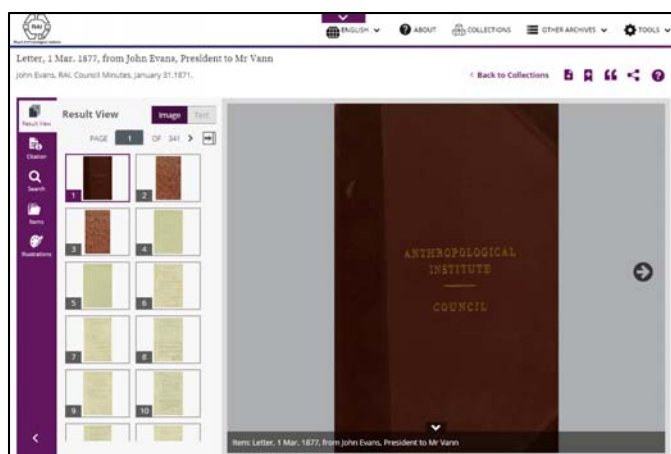 RAI
ENGLISH
ABOUT
COLLECTIONS
OTHER ARCHIVES
TOOLS
Letter, 1 Mar. 1877, from John Evans, President to Mr Vann
John Evans, RAI. Council Minutes. January 31.1871.
< Back to Collections
Result View
Citation
Search
Items
Illustrations
Result View
Image
Text
PAGE 1 OF 341
1
2
3
4
5
6
7
8
9
10
ANTHROPOLOGICAL
INSTITUTE
COUNCIL
Item: Letter, 1 Mar. 1877, from John Evans, President to Mr Vann